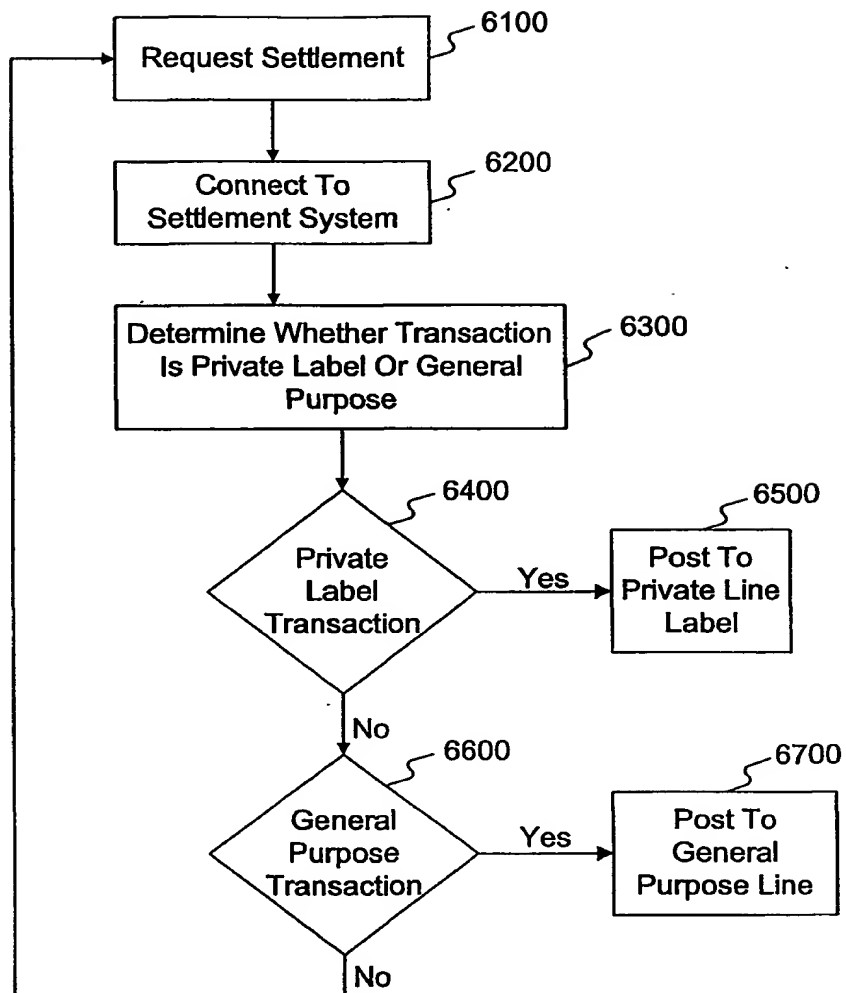 6100
Request Settlement
6200
Connect To
Settlement System
6300
Determine Whether Transaction
Is Private Label Or General
Purpose
6400
Private
Label
Transaction
Yes
6500
Post To
Private Line
Label
No
6600
General
Purpose
Transaction
Yes
6700
Post To
General
Purpose Line
No